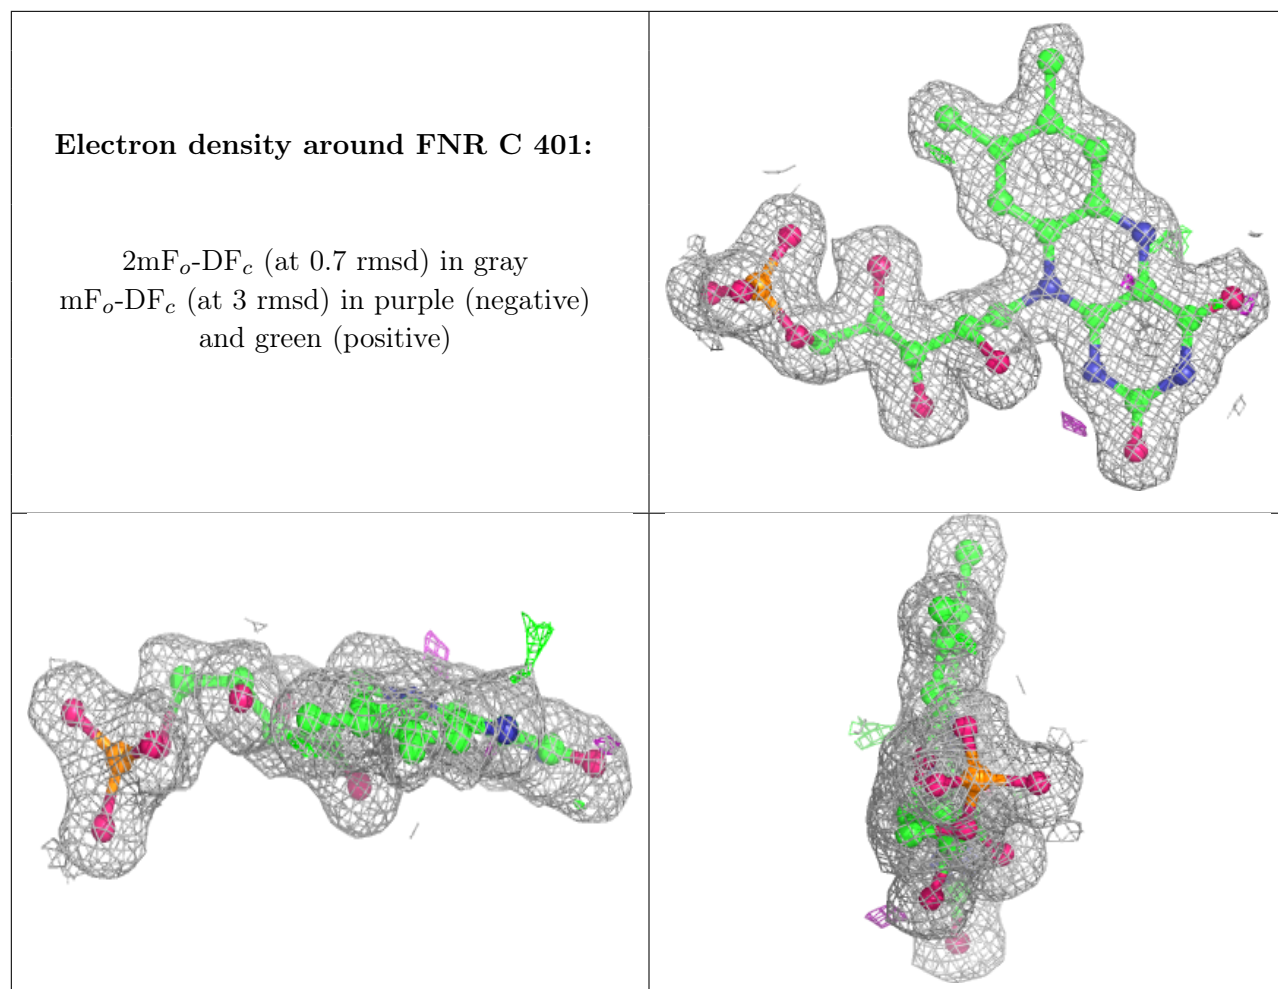 Electron density around FNR C 401:
2mFo-DFc (at 0.7 rmsd) in gray
mFo-DFc (at 3 rmsd) in purple (negative)
and green (positive)